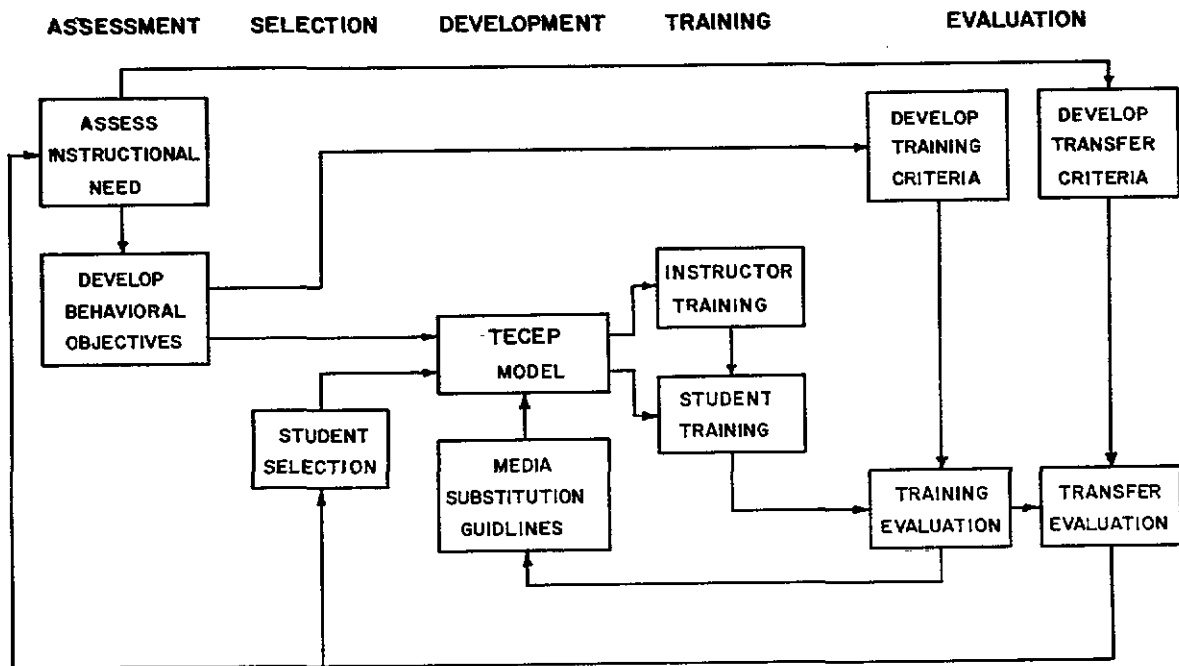 ASSESSMENT SELECTION DEVELOPMENT TRAINING EVALUATION
ASSESS
INSTRUCTIONAL
NEED
DEVELOP
TRAINING
CRITERIA
DEVELOP
TRANSFER
CRITERIA
DEVELOP
BEHAVIORAL
OBJECTIVES
INSTRUCTOR
TRAINING
TECEP
MODEL
STUDENT
TRAINING
STUDENT
SELECTION
MEDIA
SUBSTITUTION
GUIDLINES
TRAINING
EVALUATION
TRANSFER
EVALUATION